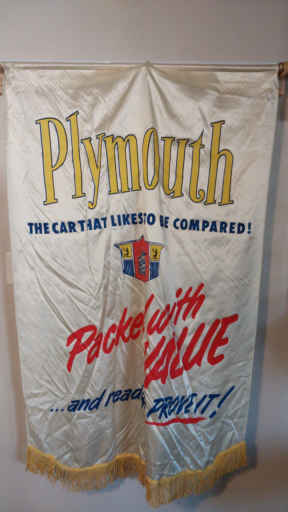 Plymouth
THE CAR THAT LIKES TO BE COMPARED!
Packed with
VALUE
...and ready
PROVE IT!